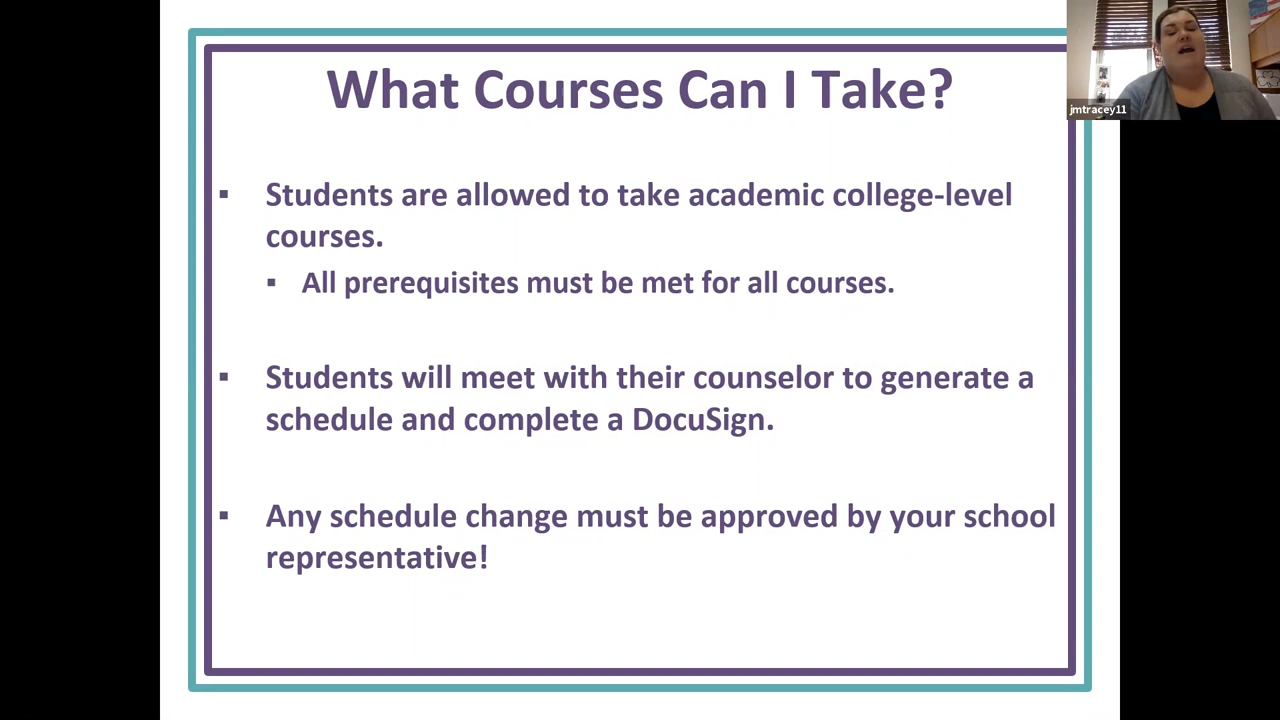 What Courses Can I Take?
jmtracey11
▪ Students are allowed to take academic college-level
courses.
▪ All prerequisites must be met for all courses.
▪ Students will meet with their counselor to generate a
schedule and complete a DocuSign.
▪ Any schedule change must be approved by your school
representative!